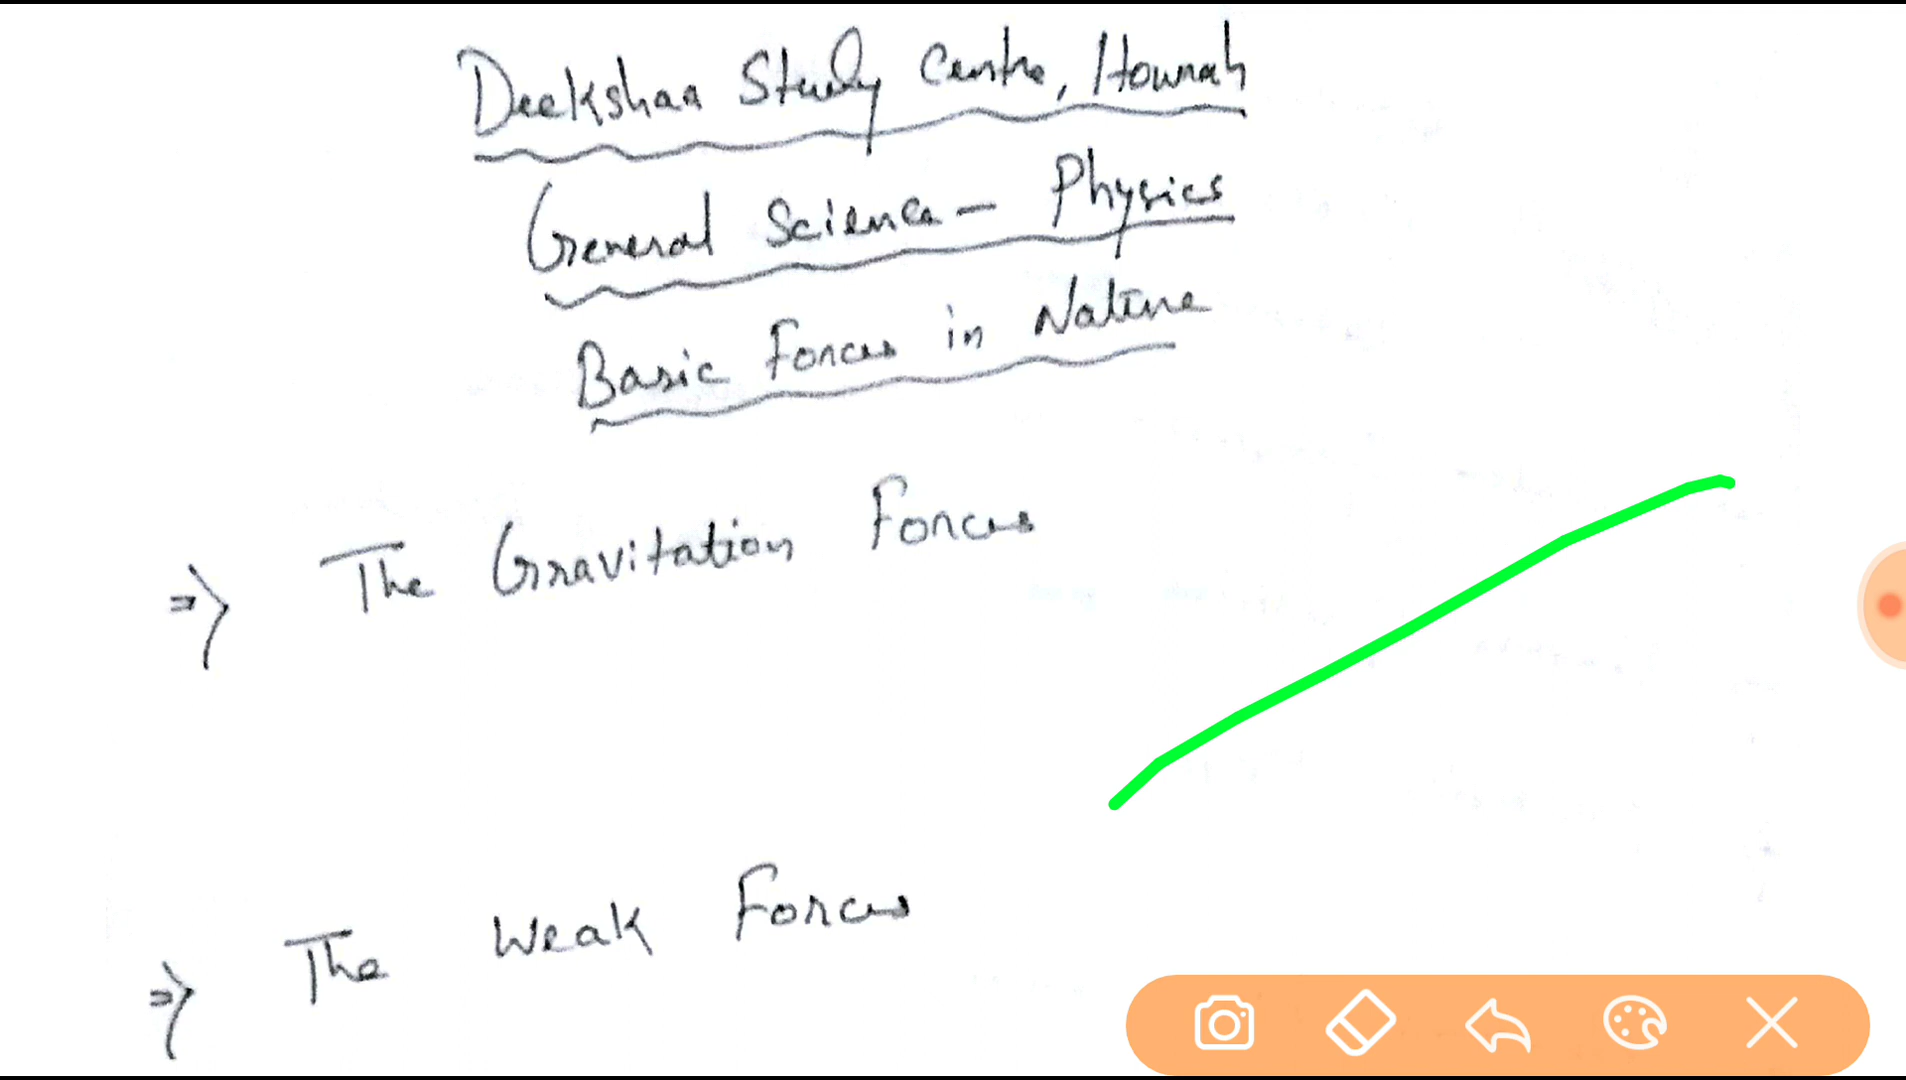 Deekshaa Study Centre, Howrah
General Science - Physics
Basic Forces in Nature
⇒ The Gravitation Forces
⇒ The Weak Forces